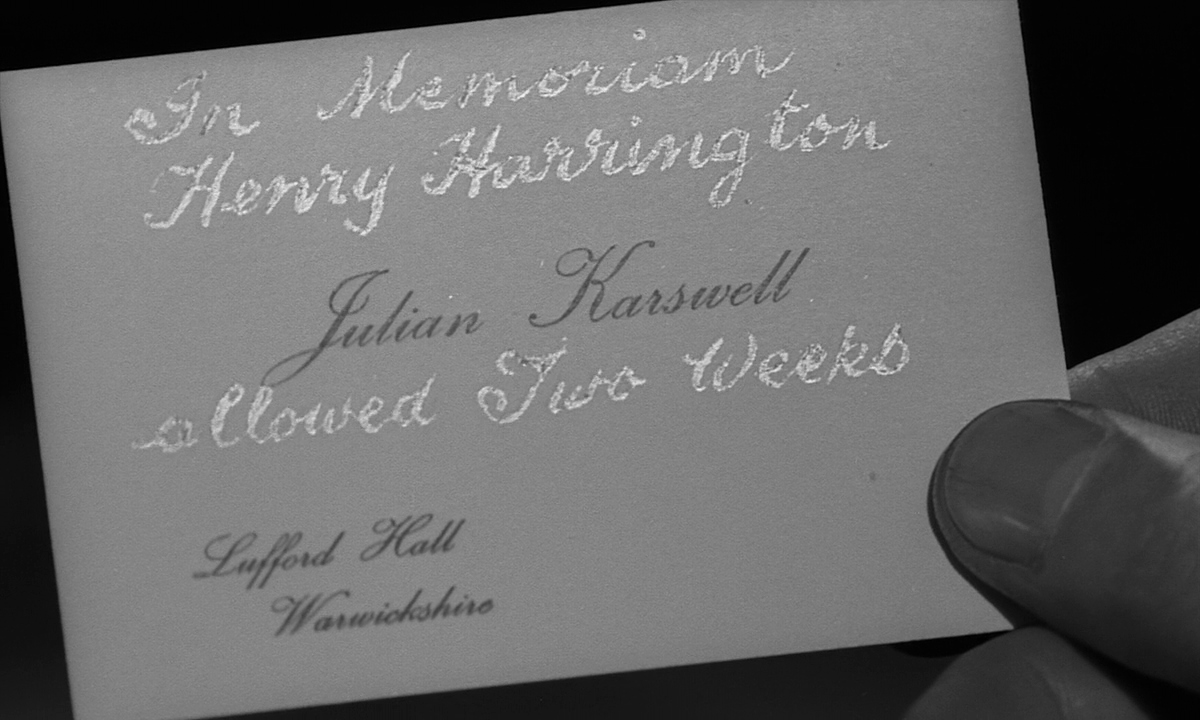 In Memoriam
Henry Harrington
Julian Karswell
allowed Two Weeks
Lufford Hall
Warwickshire